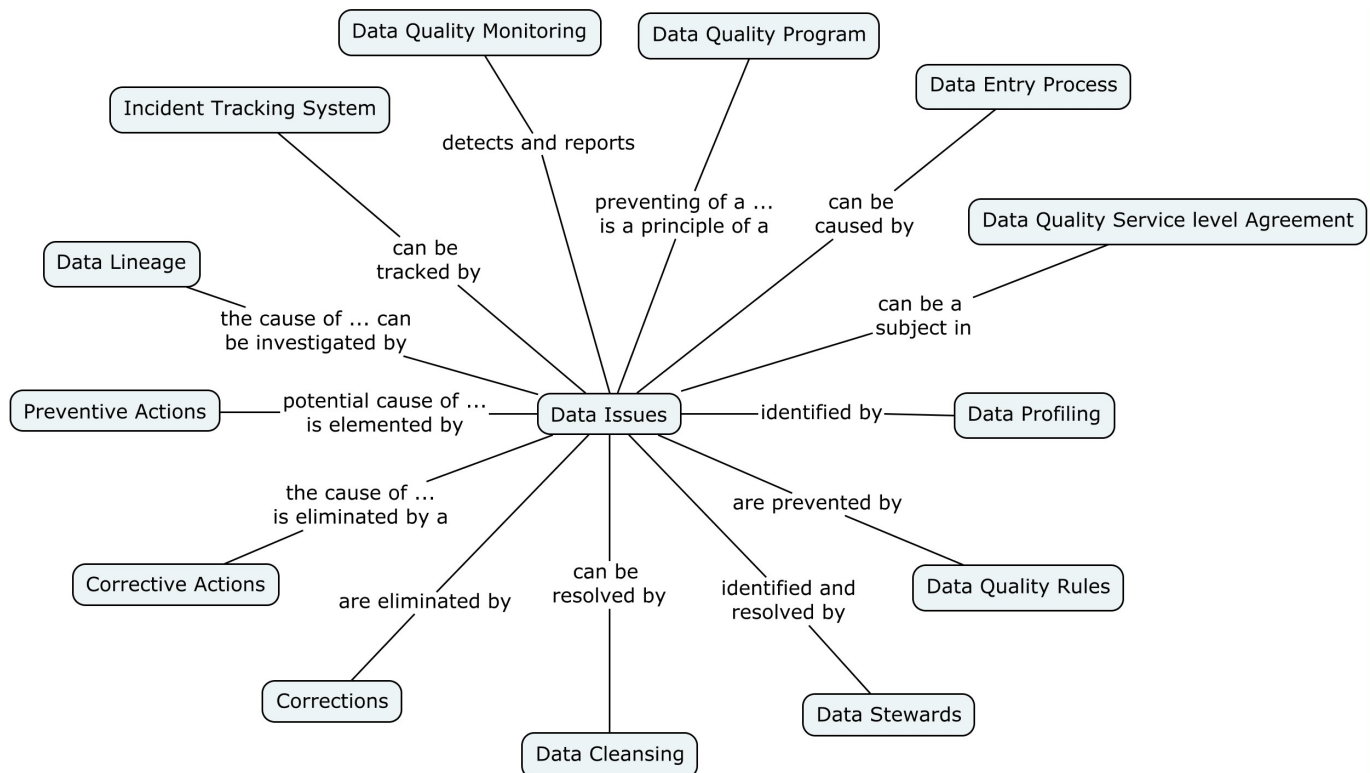 Data Quality Monitoring
Data Quality Program
Data Entry Process
Incident Tracking System
detects and reports
preventing of a ...
is a principle of a
can be
caused by
Data Quality Service level Agreement
can be
tracked by
Data Lineage
can be a
subject in
the cause of ... can
be investigated by
Preventive Actions
potential cause of ...
is elemented by
Data Issues
identified by
Data Profiling
the cause of ...
is eliminated by a
are prevented by
Corrective Actions
are eliminated by
can be
resolved by
identified and
resolved by
Data Quality Rules
Corrections
Data Stewards
Data Cleansing